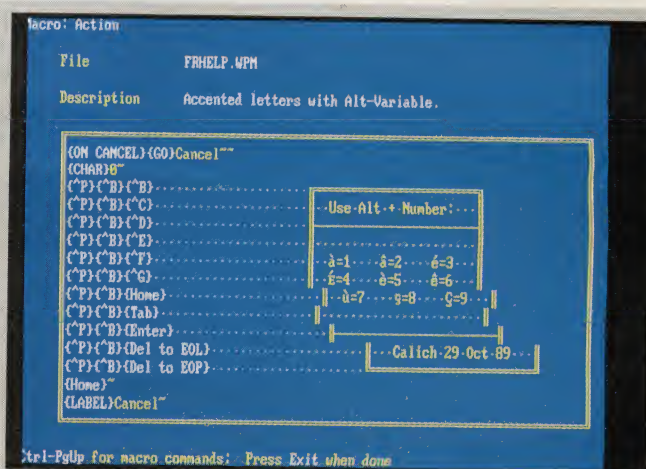 Macro: Action
File FRHELP.WPM
Description Accented letters with Alt-Variable.
{ON CANCEL}{GO}Cancel~~
{CHAR}0~
{^P}{^B}{^B}
{^P}{^B}{^C} Use Alt + Number:
{^P}{^B}{^D}
{^P}{^B}{^E}
{^P}{^B}{^F} à=1 â=2 é=3
{^P}{^B}{^G} É=4 è=5 ê=6
{^P}{^B}{Home} ù=7 ç=8 Ç=9
{^P}{^B}{Tab}
{^P}{^B}{Enter}
{^P}{^B}{Del to EOL} Calich 29 Oct 89
{^P}{^B}{Del to EOP}
{Home}~
{LABEL}Cancel~
Ctrl-PgUp for macro commands; Press Exit when done